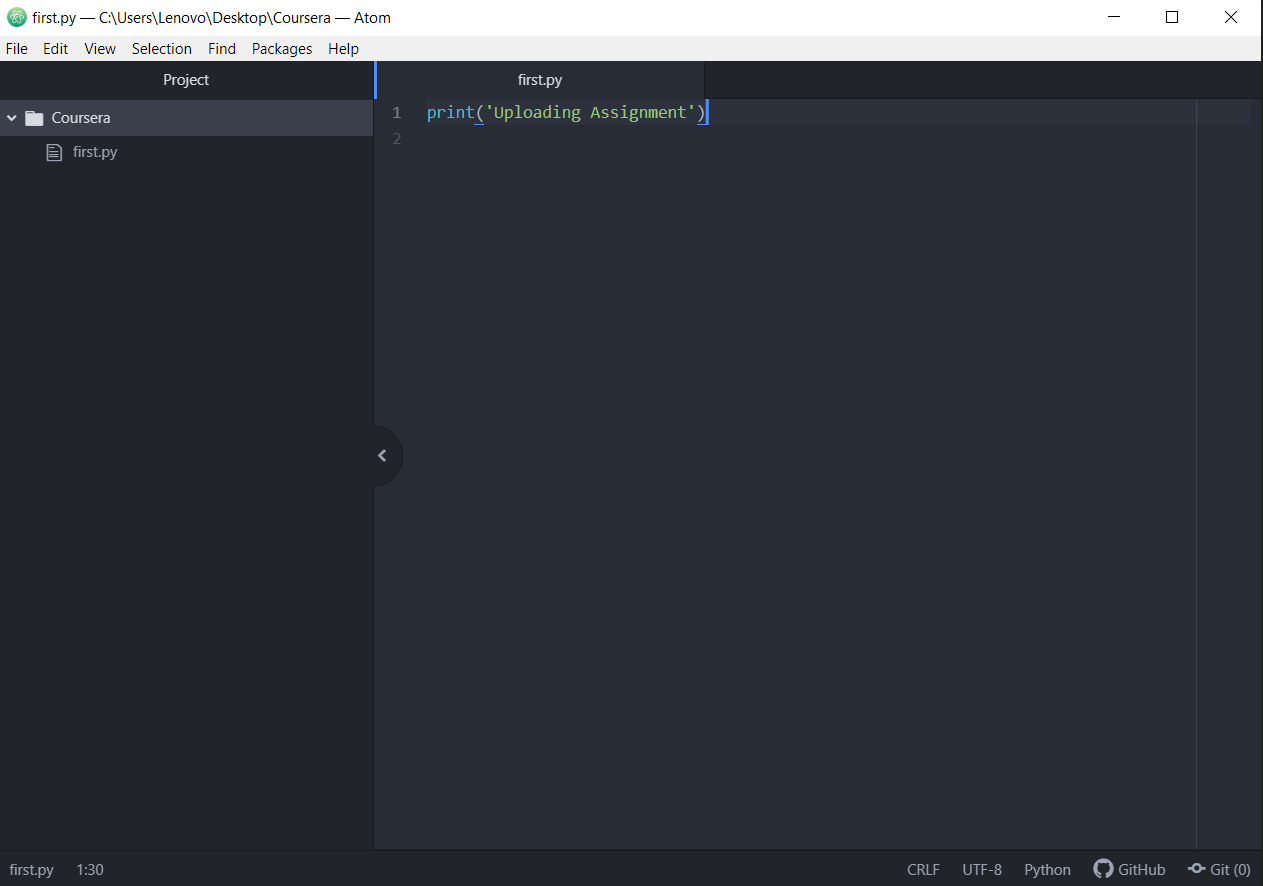 first.py — C:\Users\Lenovo\Desktop\Coursera — Atom
File Edit View Selection Find Packages Help
Project
first.py
Coursera
first.py
1 print('Uploading Assignment')
2
first.py 1:30 CRLF UTF-8 Python GitHub Git (0)